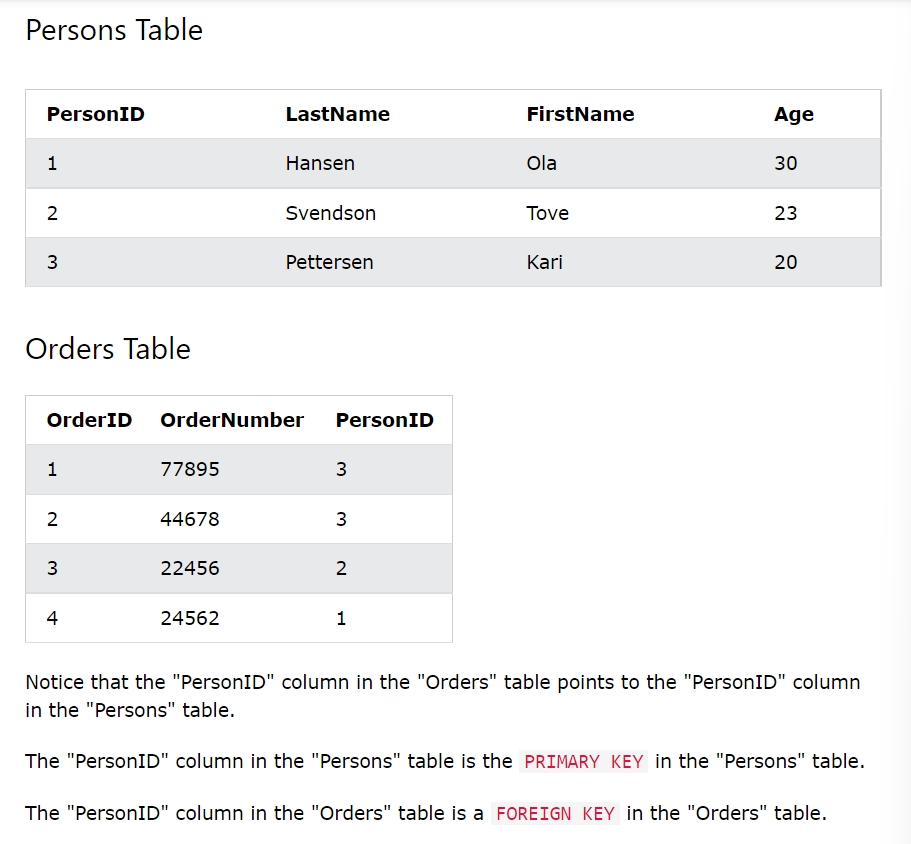 Persons Table
PersonID LastName FirstName Age
1 Hansen Ola 30
2 Svendson Tove 23
3 Pettersen Kari 20
Orders Table
OrderID OrderNumber PersonID
1 77895 3
2 44678 3
3 22456 2
4 24562 1
Notice that the "PersonID" column in the "Orders" table points to the "PersonID" column
in the "Persons" table.
The "PersonID" column in the "Persons" table is the PRIMARY KEY in the "Persons" table.
The "PersonID" column in the "Orders" table is a FOREIGN KEY in the "Orders" table.